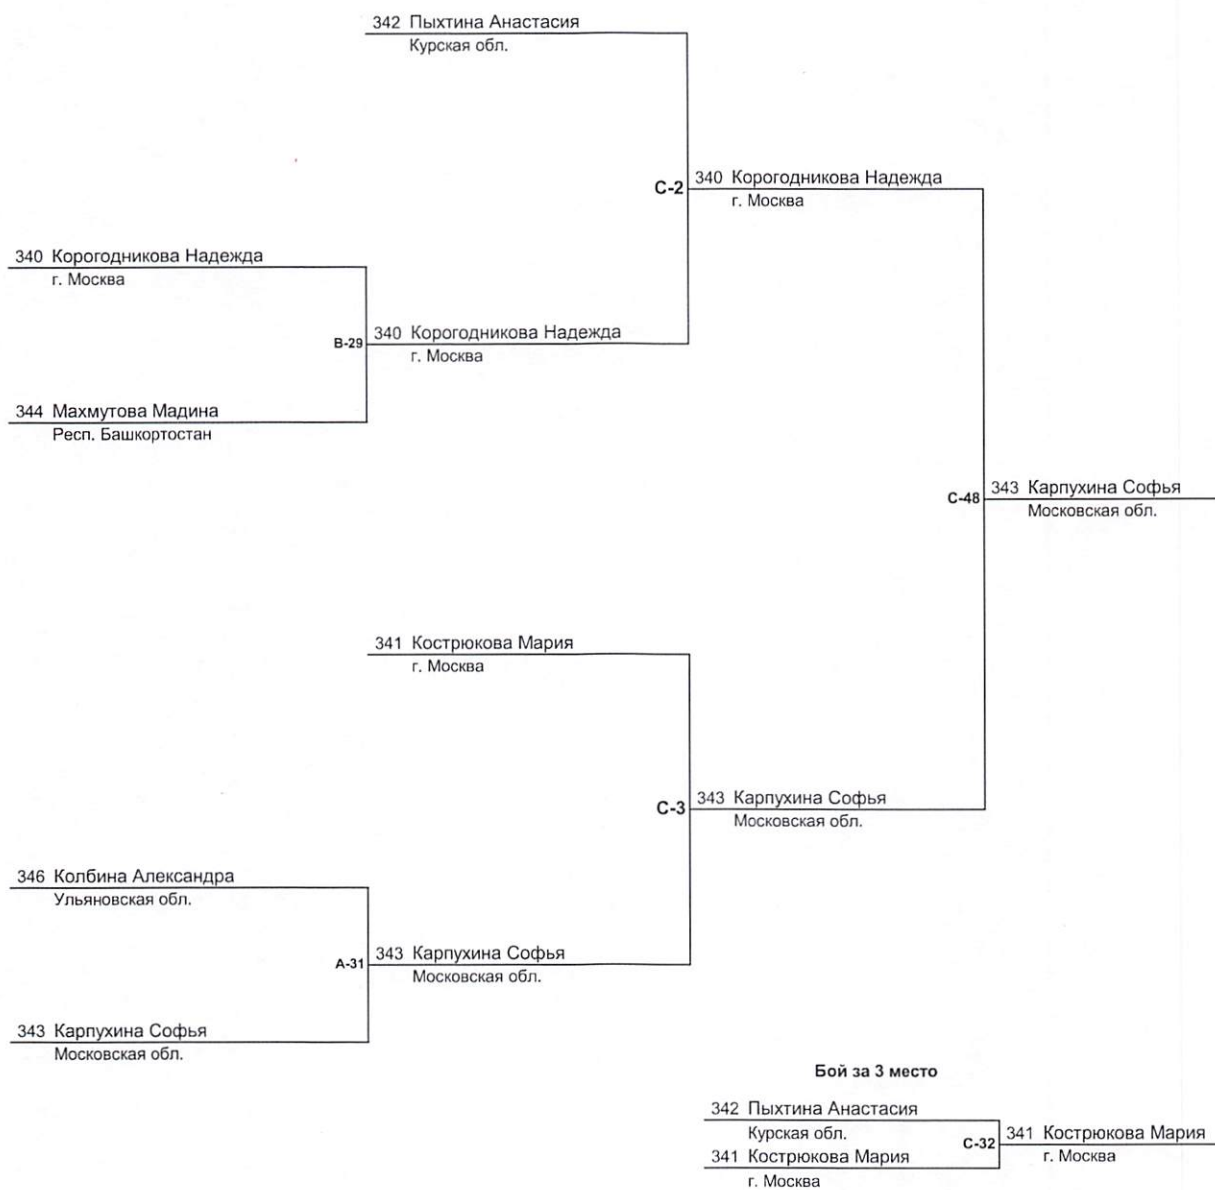 342 Пыхтина Анастасия
Курская обл.
C-2
340 Корогодникова Надежда
г. Москва
340 Корогодникова Надежда
г. Москва
B-29
340 Корогодникова Надежда
г. Москва
344 Махмутова Мадина
Респ. Башкортостан
C-48
343 Карпухина Софья
Московская обл.
341 Кострюкова Мария
г. Москва
C-3
343 Карпухина Софья
Московская обл.
346 Колбина Александра
Ульяновская обл.
A-31
343 Карпухина Софья
Московская обл.
343 Карпухина Софья
Московская обл.
Бой за 3 место
342 Пыхтина Анастасия
Курская обл.
C-32
341 Кострюкова Мария
г. Москва
341 Кострюкова Мария
г. Москва